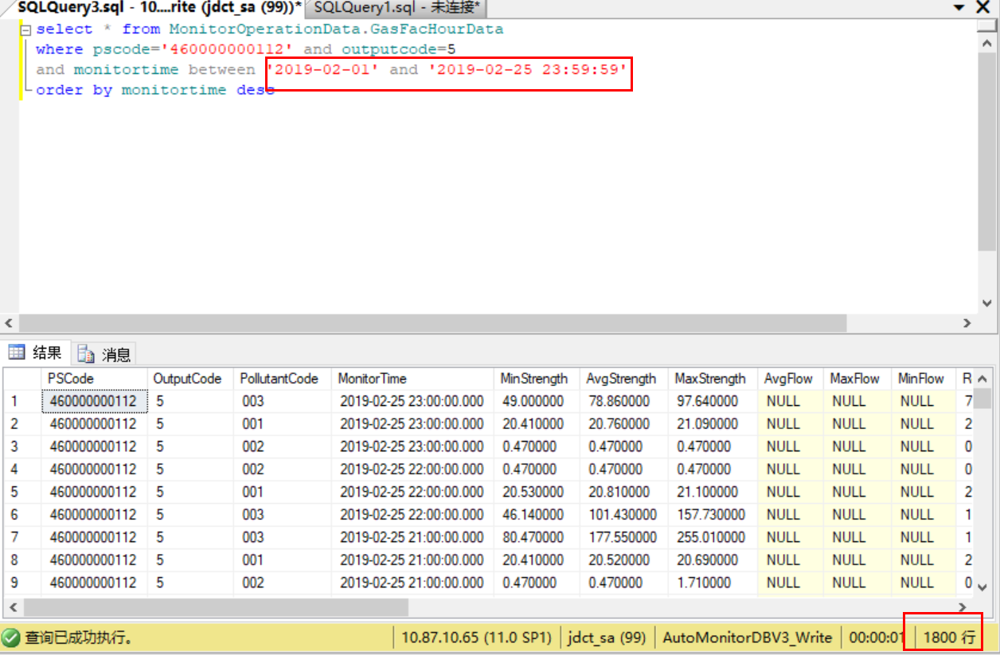 SQLQuery3.sql - 10....rite (jdct_sa (99))* SQLQuery1.sql - 未连接*
select * from MonitorOperationData.GasFacHourData
where pscode='460000000112' and outputcode=5
and monitortime between '2019-02-01' and '2019-02-25 23:59:59'
order by monitortime desc
结果 消息
PSCode OutputCode PollutantCode MonitorTime MinStrength AvgStrength MaxStrength AvgFlow MaxFlow MinFlow R
1 460000000112 5 003 2019-02-25 23:00:00.000 49.000000 78.860000 97.640000 NULL NULL NULL 7
2 460000000112 5 001 2019-02-25 23:00:00.000 20.410000 20.760000 21.090000 NULL NULL NULL 2
3 460000000112 5 002 2019-02-25 23:00:00.000 0.470000 0.470000 0.470000 NULL NULL NULL 0
4 460000000112 5 002 2019-02-25 22:00:00.000 0.470000 0.470000 0.470000 NULL NULL NULL 0
5 460000000112 5 001 2019-02-25 22:00:00.000 20.530000 20.810000 21.100000 NULL NULL NULL 2
6 460000000112 5 003 2019-02-25 22:00:00.000 46.140000 101.430000 157.730000 NULL NULL NULL 1
7 460000000112 5 003 2019-02-25 21:00:00.000 80.470000 177.550000 255.010000 NULL NULL NULL 1
8 460000000112 5 001 2019-02-25 21:00:00.000 20.410000 20.520000 20.690000 NULL NULL NULL 2
9 460000000112 5 002 2019-02-25 21:00:00.000 0.470000 0.470000 1.710000 NULL NULL NULL 0
查询已成功执行。 10.87.10.65 (11.0 SP1) jdct_sa (99) AutoMonitorDBV3_Write 00:00:01 1800 行